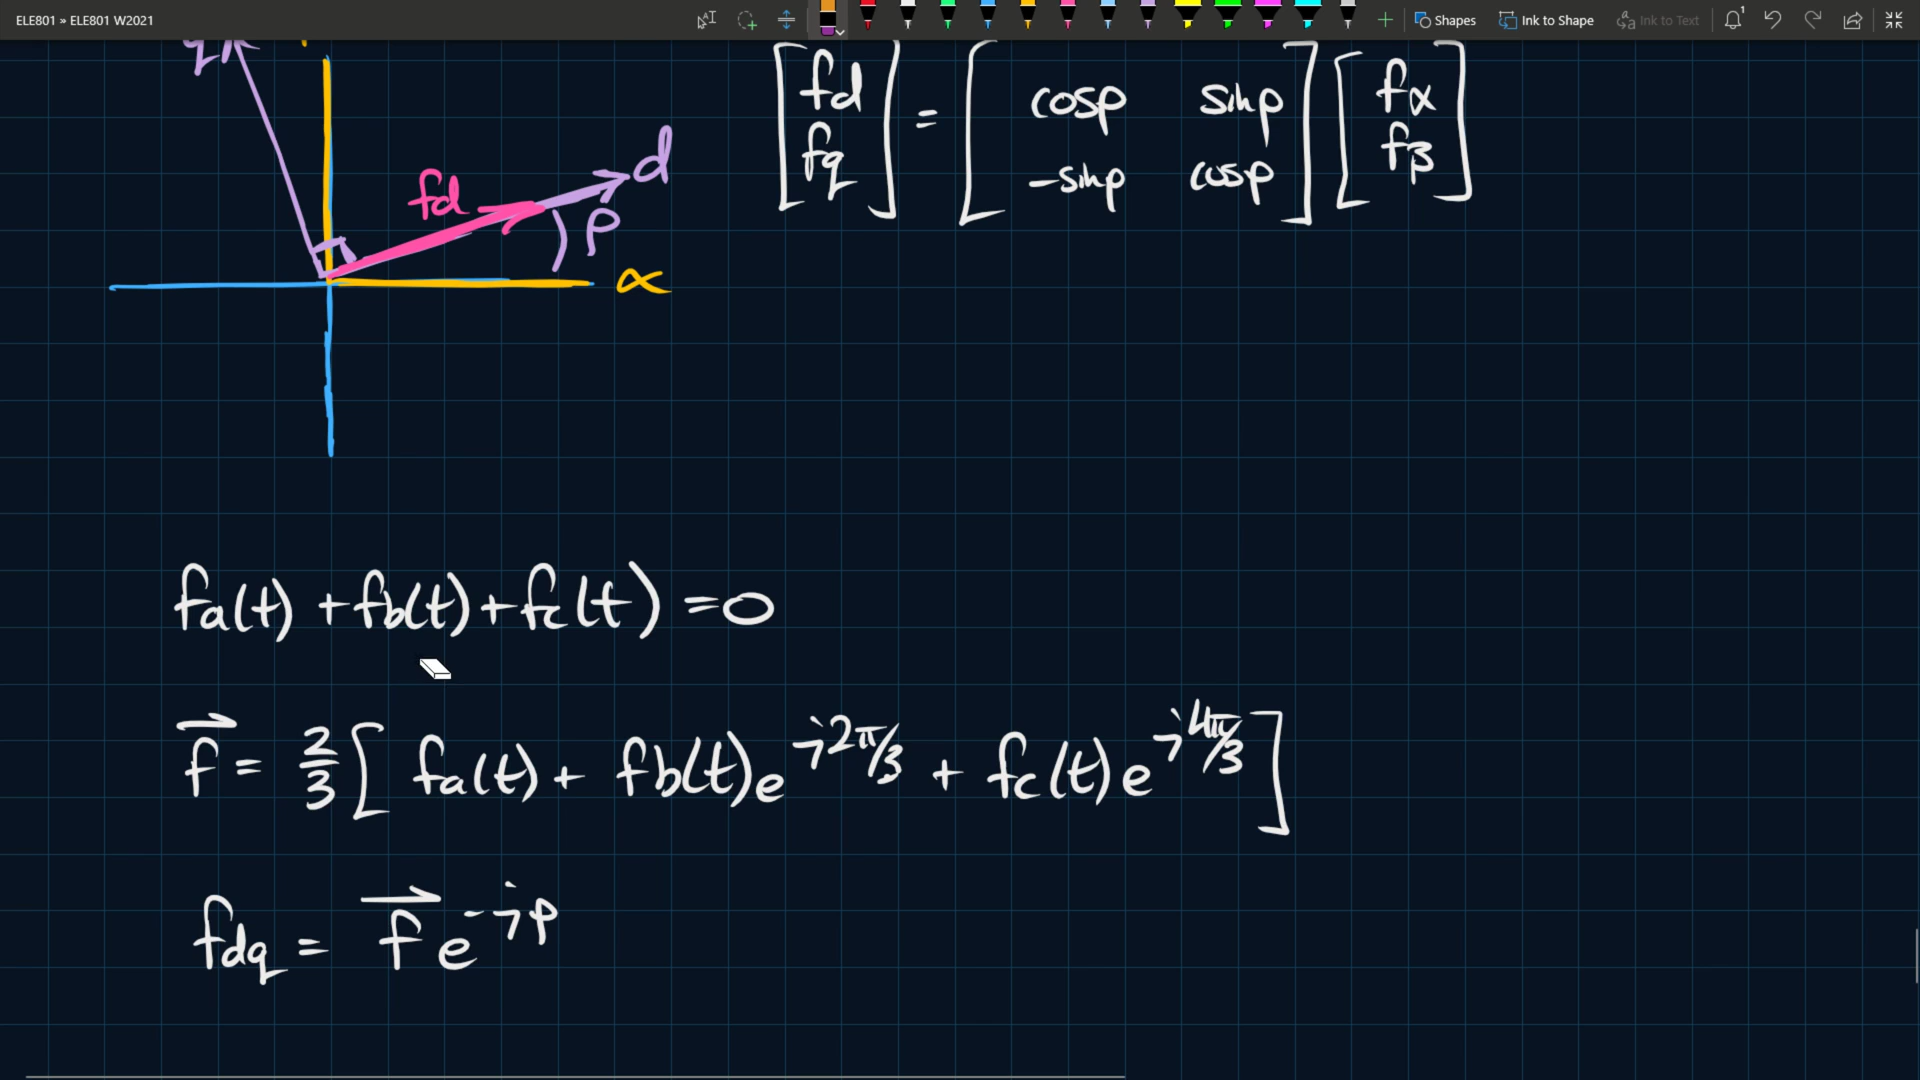 ELE801 » ELE801 W2021
Shapes
Ink to Shape
Ink to Text
1
q
fd
d
ρ
α
[fd fq] = [cosρ sinρ -sinρ cosρ] [fα fβ]
fa(t) + fb(t) + fc(t) = 0
f⃗ = 2/3 [ fa(t) + fb(t)e^j2π/3 + fc(t)e^j4π/3 ]
fdq = f⃗ e^-jρ